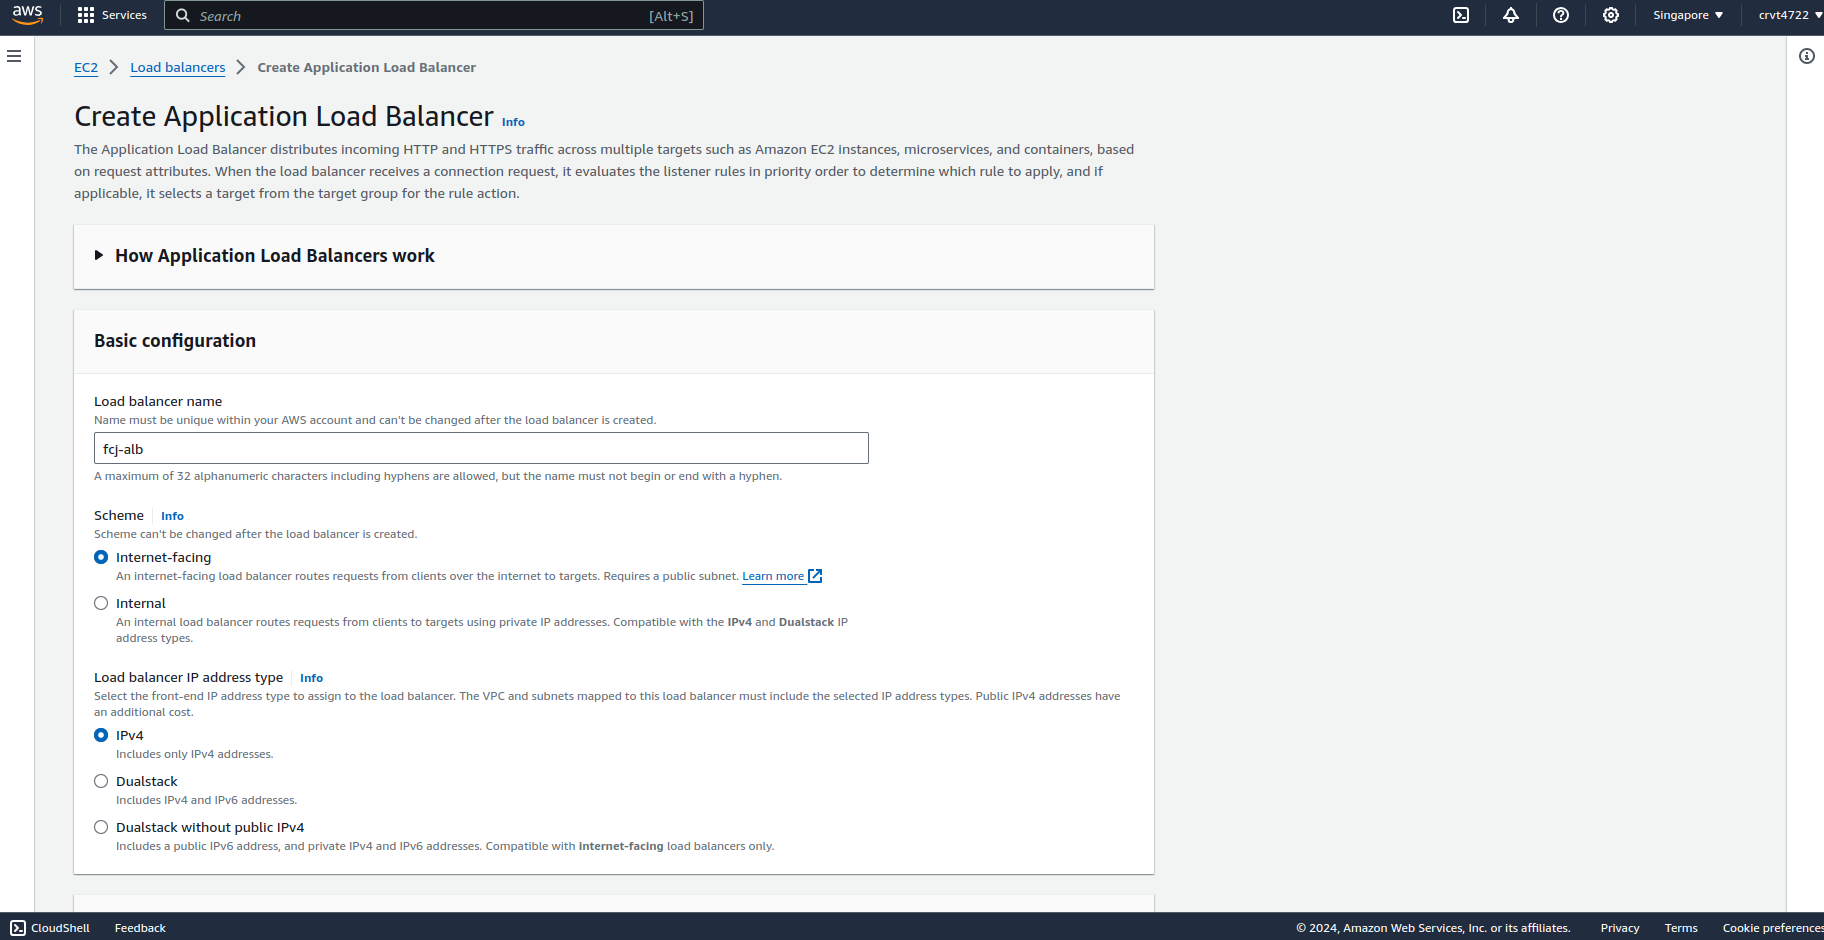 aws
Services
Search
[Alt+S]
Singapore
crvt4722
EC2
Load balancers
Create Application Load Balancer
Create Application Load Balancer Info
The Application Load Balancer distributes incoming HTTP and HTTPS traffic across multiple targets such as Amazon EC2 instances, microservices, and containers, based
on request attributes. When the load balancer receives a connection request, it evaluates the listener rules in priority order to determine which rule to apply, and if
applicable, it selects a target from the target group for the rule action.
How Application Load Balancers work
Basic configuration
Load balancer name
Name must be unique within your AWS account and can't be changed after the load balancer is created.
fcj-alb
A maximum of 32 alphanumeric characters including hyphens are allowed, but the name must not begin or end with a hyphen.
Scheme Info
Scheme can't be changed after the load balancer is created.
Internet-facing
An internet-facing load balancer routes requests from clients over the internet to targets. Requires a public subnet. Learn more
Internal
An internal load balancer routes requests from clients to targets using private IP addresses. Compatible with the IPv4 and Dualstack IP
address types.
Load balancer IP address type Info
Select the front-end IP address type to assign to the load balancer. The VPC and subnets mapped to this load balancer must include the selected IP address types. Public IPv4 addresses have
an additional cost.
IPv4
Includes only IPv4 addresses.
Dualstack
Includes IPv4 and IPv6 addresses.
Dualstack without public IPv4
Includes a public IPv6 address, and private IPv4 and IPv6 addresses. Compatible with internet-facing load balancers only.
CloudShell
Feedback
© 2024, Amazon Web Services, Inc. or its affiliates.
Privacy
Terms
Cookie preferences